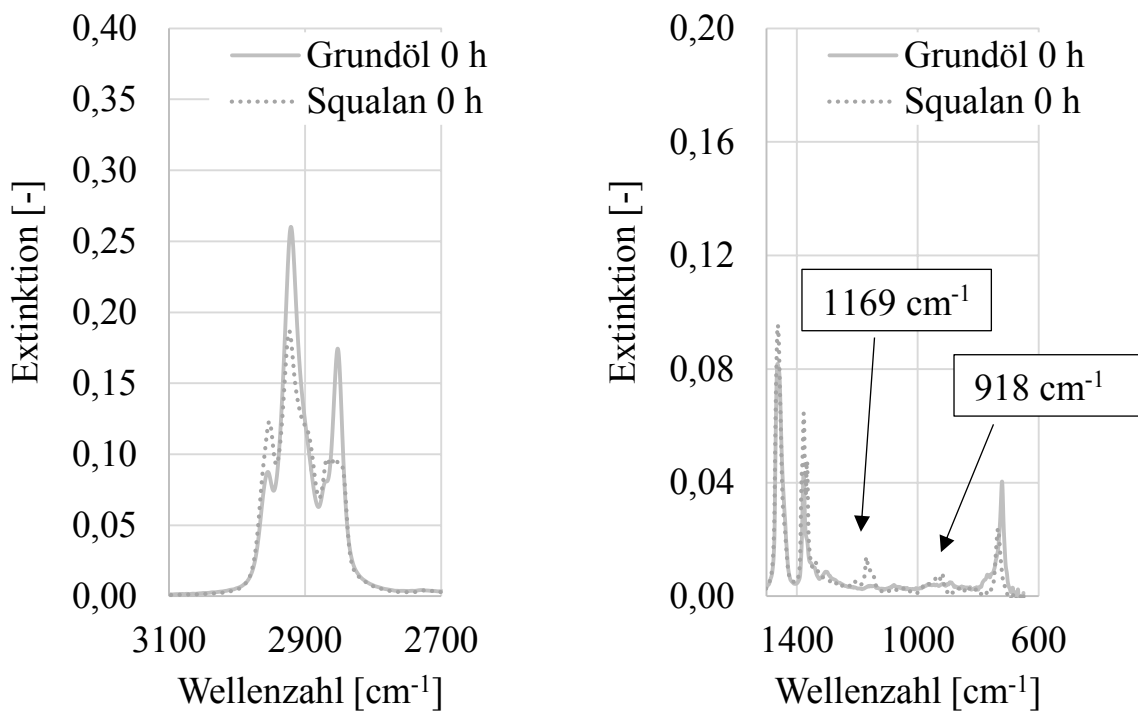 0,40
0,35
0,30
0,25
0,20
0,15
0,10
0,05
0,00
Extinktion [-]
Grundöl 0 h
Squalan 0 h
3100 2900 2700
Wellenzahl [cm⁻¹]
0,20
0,16
0,12
0,08
0,04
0,00
Extinktion [-]
Grundöl 0 h
Squalan 0 h
1169 cm⁻¹
918 cm⁻¹
1400 1000 600
Wellenzahl [cm⁻¹]